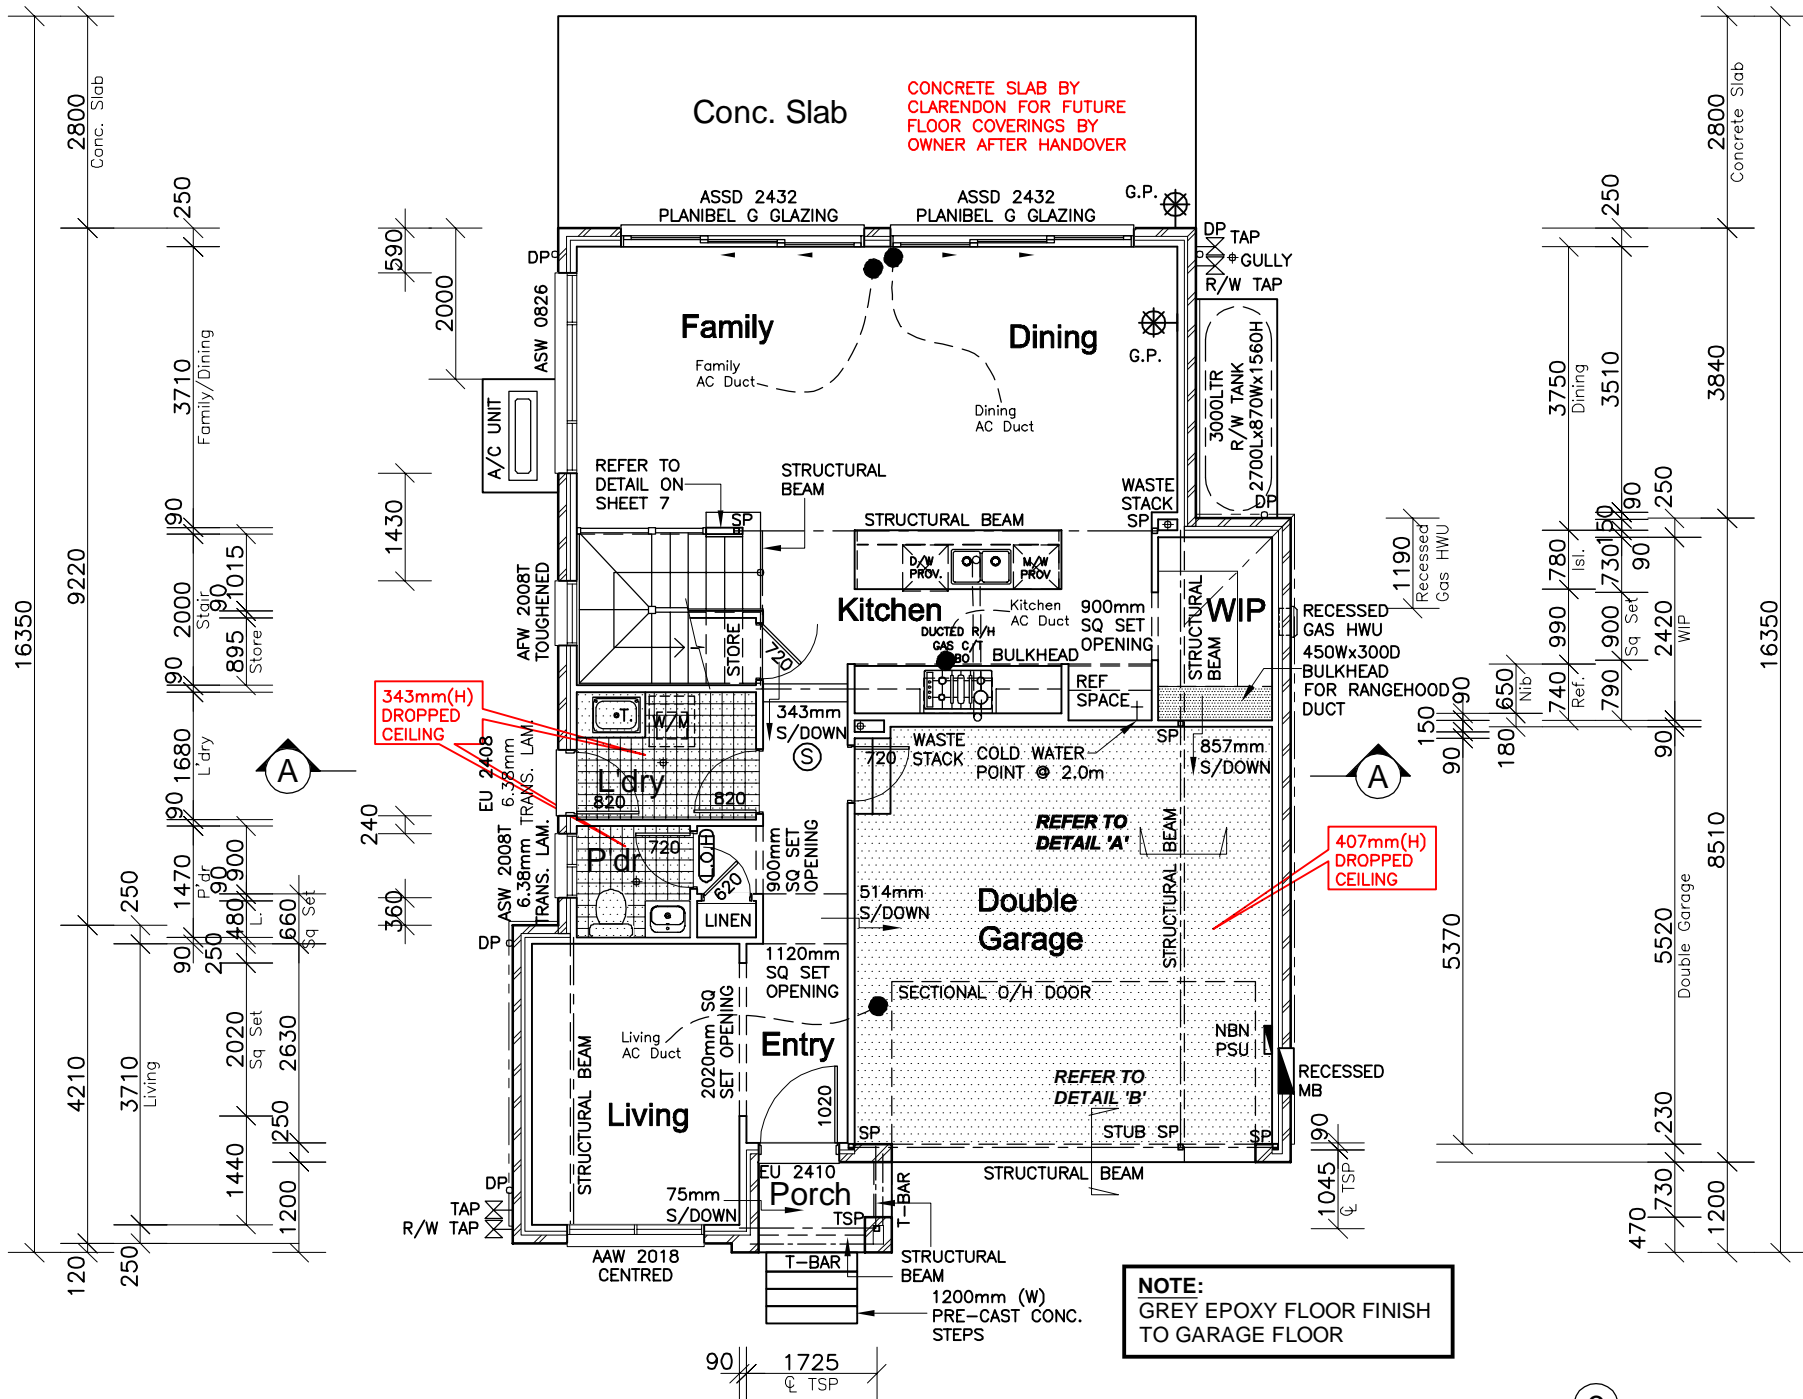 Conc. Slab
CONCRETE SLAB BY
CLARENDON FOR FUTURE
FLOOR COVERINGS BY
OWNER AFTER HANDOVER
ASSD 2432
PLANIBEL G GLAZING
ASSD 2432
PLANIBEL G GLAZING
G.P.
DP
DP
TAP
GULLY
R/W TAP
Family
Dining
G.P.
Family
AC Duct
Dining
AC Duct
ASW 0826
A/C UNIT
3000LTR
R/W TANK
2700Lx870Wx1560H
DP
REFER TO
DETAIL ON
SHEET 7
STRUCTURAL
BEAM
WASTE
STACK
SP
STRUCTURAL BEAM
SP
D/W
PROV.
M/W
PROV.
AFW 2008T
TOUGHENED
Kitchen
Kitchen
AC Duct
900mm
SQ SET
OPENING
STRUCTURAL
BEAM
WIP
RECESSED
GAS HWU
450Wx300D
BULKHEAD
FOR RANGEHOOD
DUCT
STORE
720
DUCTED R/H
BULKHEAD
REF
SPACE
343mm(H)
DROPPED
CEILING
T.
W/M
343mm
S/DOWN
S
WASTE
STACK
COLD WATER
POINT @ 2.0m
SP
857mm
S/DOWN
720
A
A
EU 2408
6.38mm
TRANS. LAM.
L'dry
820
820
REFER TO
DETAIL 'A'
407mm(H)
DROPPED
CEILING
ASW 2008T
6.38mm
TRANS. LAM.
P'dr
720
L.O.H
620
900mm
SQ SET
OPENING
LINEN
514mm
S/DOWN
Double
Garage
STRUCTURAL BEAM
DP
1120mm
SQ SET
OPENING
SECTIONAL O/H DOOR
Living
AC Duct
2020mm SQ
SET OPENING
Entry
NBN
PSU
RECESSED
MB
STRUCTURAL BEAM
Living
1020
REFER TO
DETAIL 'B'
SP
STUB SP
SP
EU 2410
STRUCTURAL BEAM
Porch
DP
TAP
R/W TAP
75mm
S/DOWN
TSP
T-BAR
AAW 2018
CENTRED
T-BAR
STRUCTURAL
BEAM
1200mm (W)
PRE-CAST CONC.
STEPS
NOTE:
GREY EPOXY FLOOR FINISH
TO GARAGE FLOOR
90
1725
℄ TSP
16350
2800
Conc. Slab
9220
4210
120
250
3710
Family/Dining
90
2000
Stair
90
1680
L'dry
90
1470
P'dr
90
250
3710
Living
250
1015
90
895
Store
900
90
480
L.
250
2020
Sq Set
1440
660
Sq Set
2630
250
1200
590
2000
1430
240
360
16350
2800
Concrete Slab
3840
8510
1200
250
3510
90
150
730
90
900
Sq Set
790
3750
Dining
780
Isl.
990
740
Ref.
250
2420
WIP
90
5520
Double Garage
230
730
470
1190
Recessed
Gas HWU
650
Nib
180
90
150
90
5370
90
1045
℄ TSP